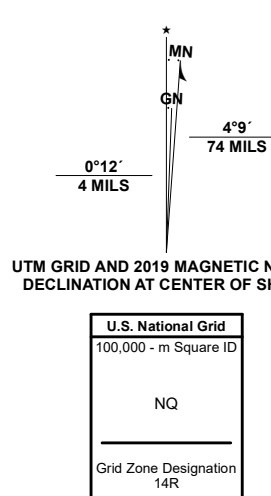 ★
MN
GN
4°9´
74 MILS
0°12´
4 MILS
UTM GRID AND 2019 MAGNETIC N
DECLINATION AT CENTER OF SH
U.S. National Grid
100,000 - m Square ID
NQ
Grid Zone Designation
14R